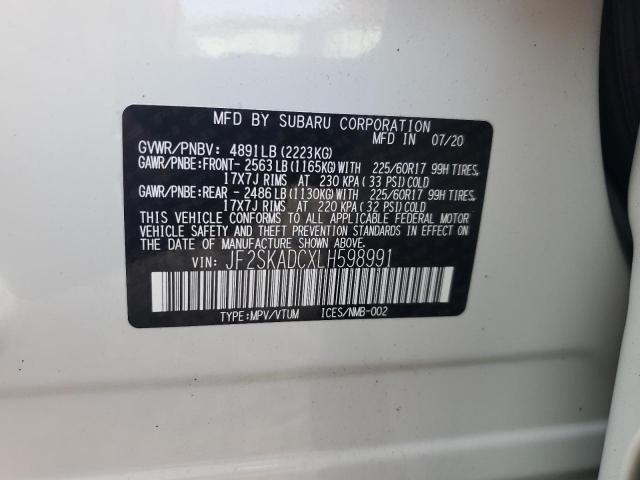 MFD BY SUBARU CORPORATION
MFD IN 07/20
GVWR/PNBV: 4891LB (2223KG)
GAWR/PNBE:FRONT- 2563LB (1165KG) WITH 225/60R17 99H TIRES,
17X7J RIMS AT 230 KPA (33 PSI) COLD
GAWR/PNBE:REAR - 2486LB (1130KG) WITH 225/60R17 99H TIRES,
17X7J RIMS AT 220 KPA (32 PSI) COLD
THIS VEHICLE CONFORMS TO ALL APPLICABLE FEDERAL MOTOR
VEHICLE SAFETY AND THEFT PREVENTION STANDARDS IN EFFECT
ON THE DATE OF MANUFACTURE SHOWN ABOVE.
VIN: JF2SKADCXLH598991
TYPE:MPV/VTUM ICES/NMB-002